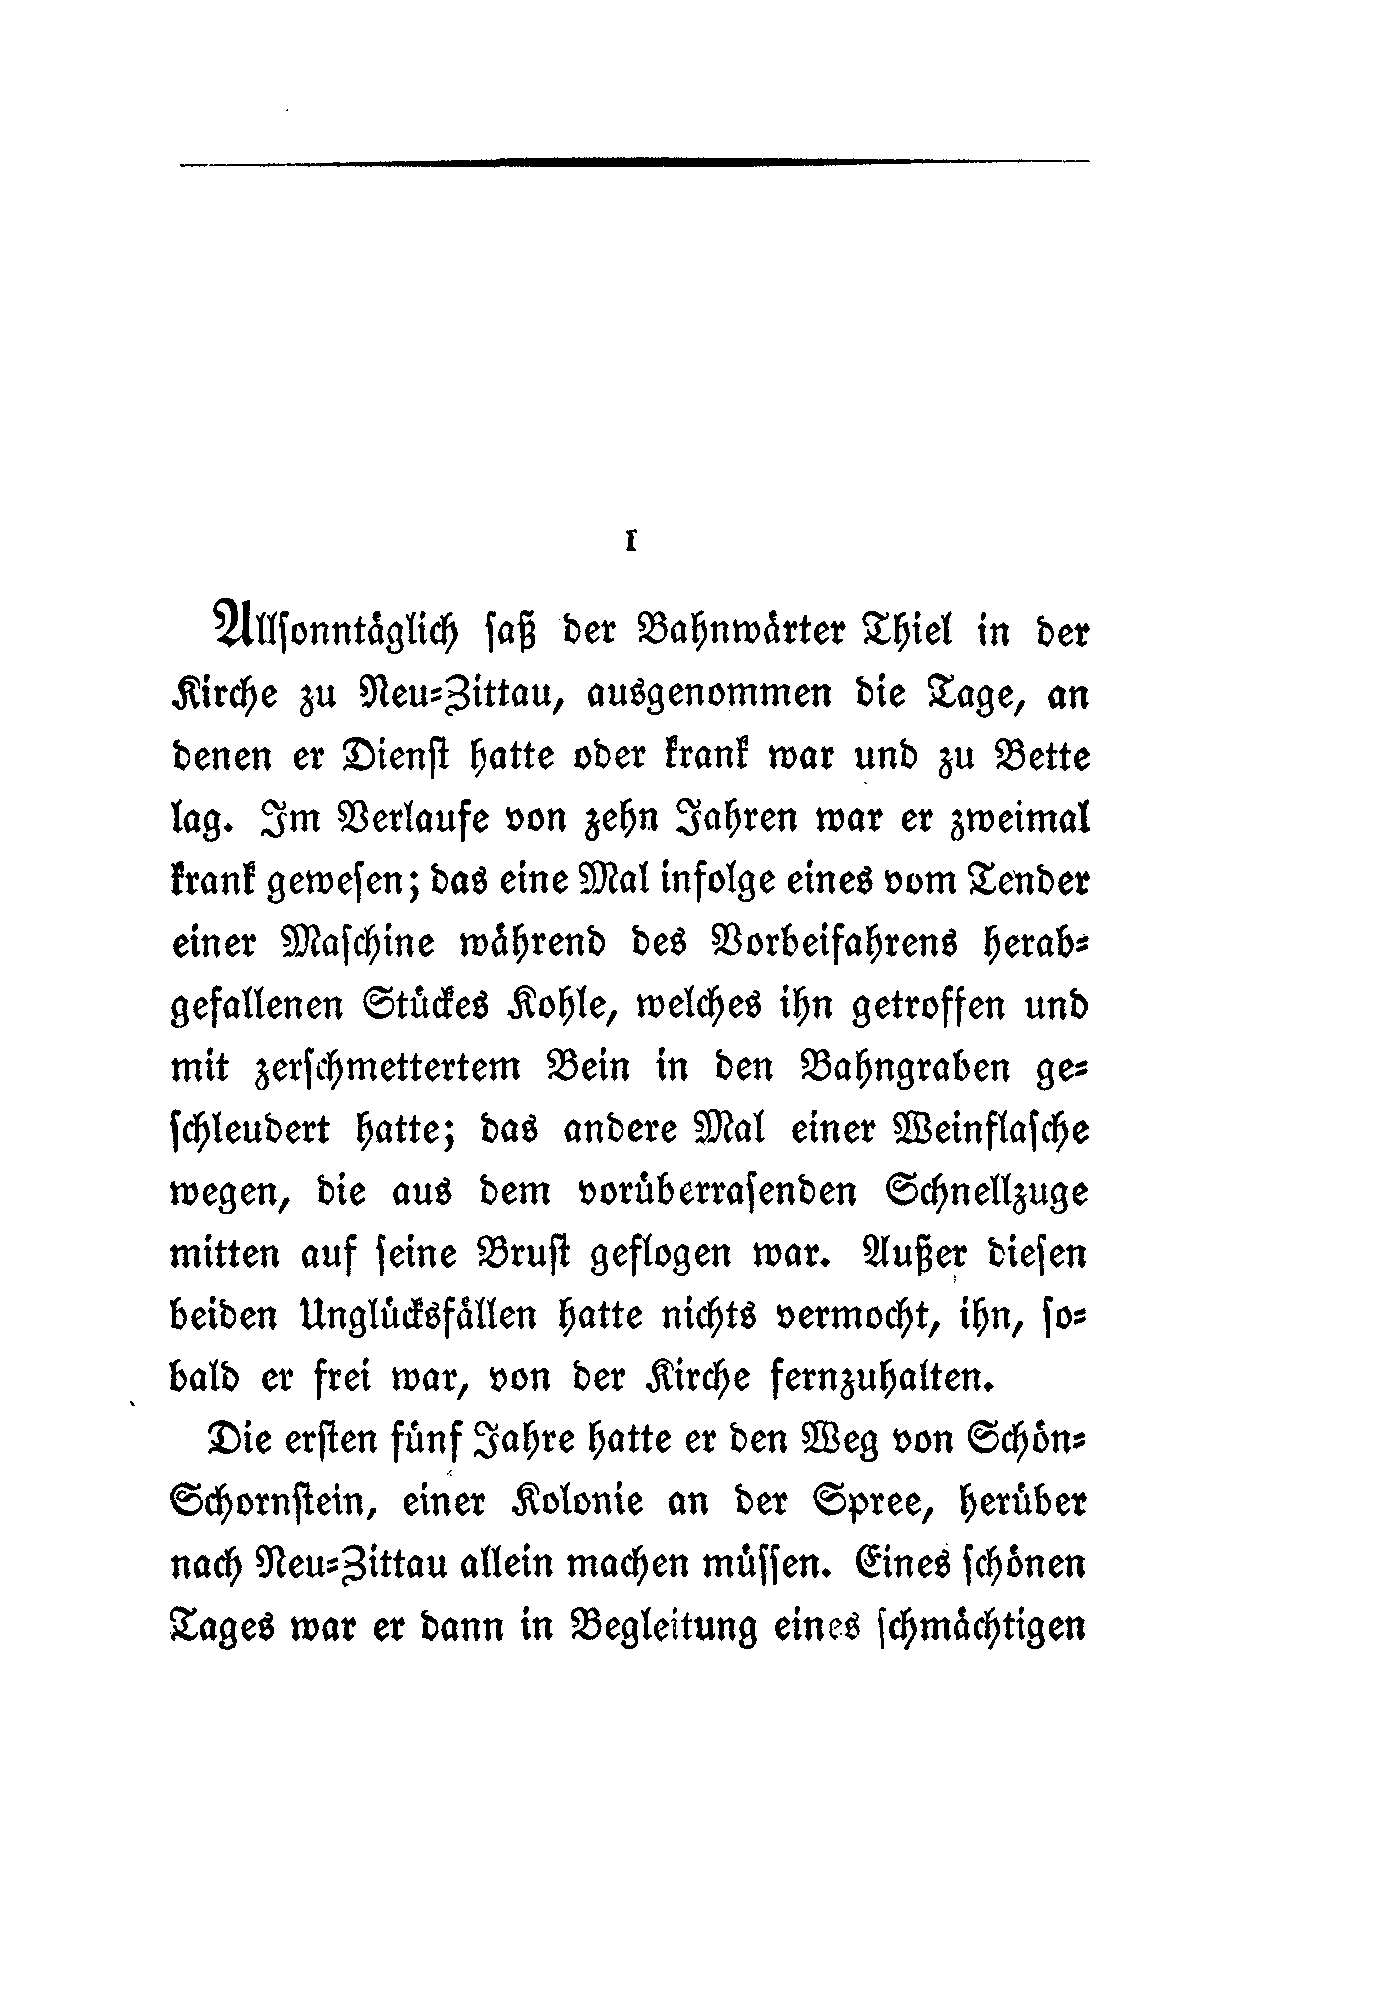 I
Allſonntäglich ſaß der Bahnwärter Thiel in der
Kirche zu Neu⸗Zittau, ausgenommen die Tage, an
denen er Dienſt hatte oder krank war und zu Bette
lag. Im Verlaufe von zehn Jahren war er zweimal
krank geweſen; das eine Mal infolge eines vom Tender
einer Maſchine während des Vorbeifahrens herab⸗
gefallenen Stückes Kohle, welches ihn getroffen und
mit zerſchmettertem Bein in den Bahngraben ge⸗
ſchleudert hatte; das andere Mal einer Weinflaſche
wegen, die aus dem vorüberraſenden Schnellzuge
mitten auf ſeine Bruſt geflogen war. Außer dieſen
beiden Unglücksfällen hatte nichts vermocht, ihn, ſo⸗
bald er frei war, von der Kirche fernzuhalten.
Die erſten fünf Jahre hatte er den Weg von Schön⸗
Schornſtein, einer Kolonie an der Spree, herüber
nach Neu⸗Zittau allein machen müſſen. Eines ſchönen
Tages war er dann in Begleitung eines ſchmächtigen